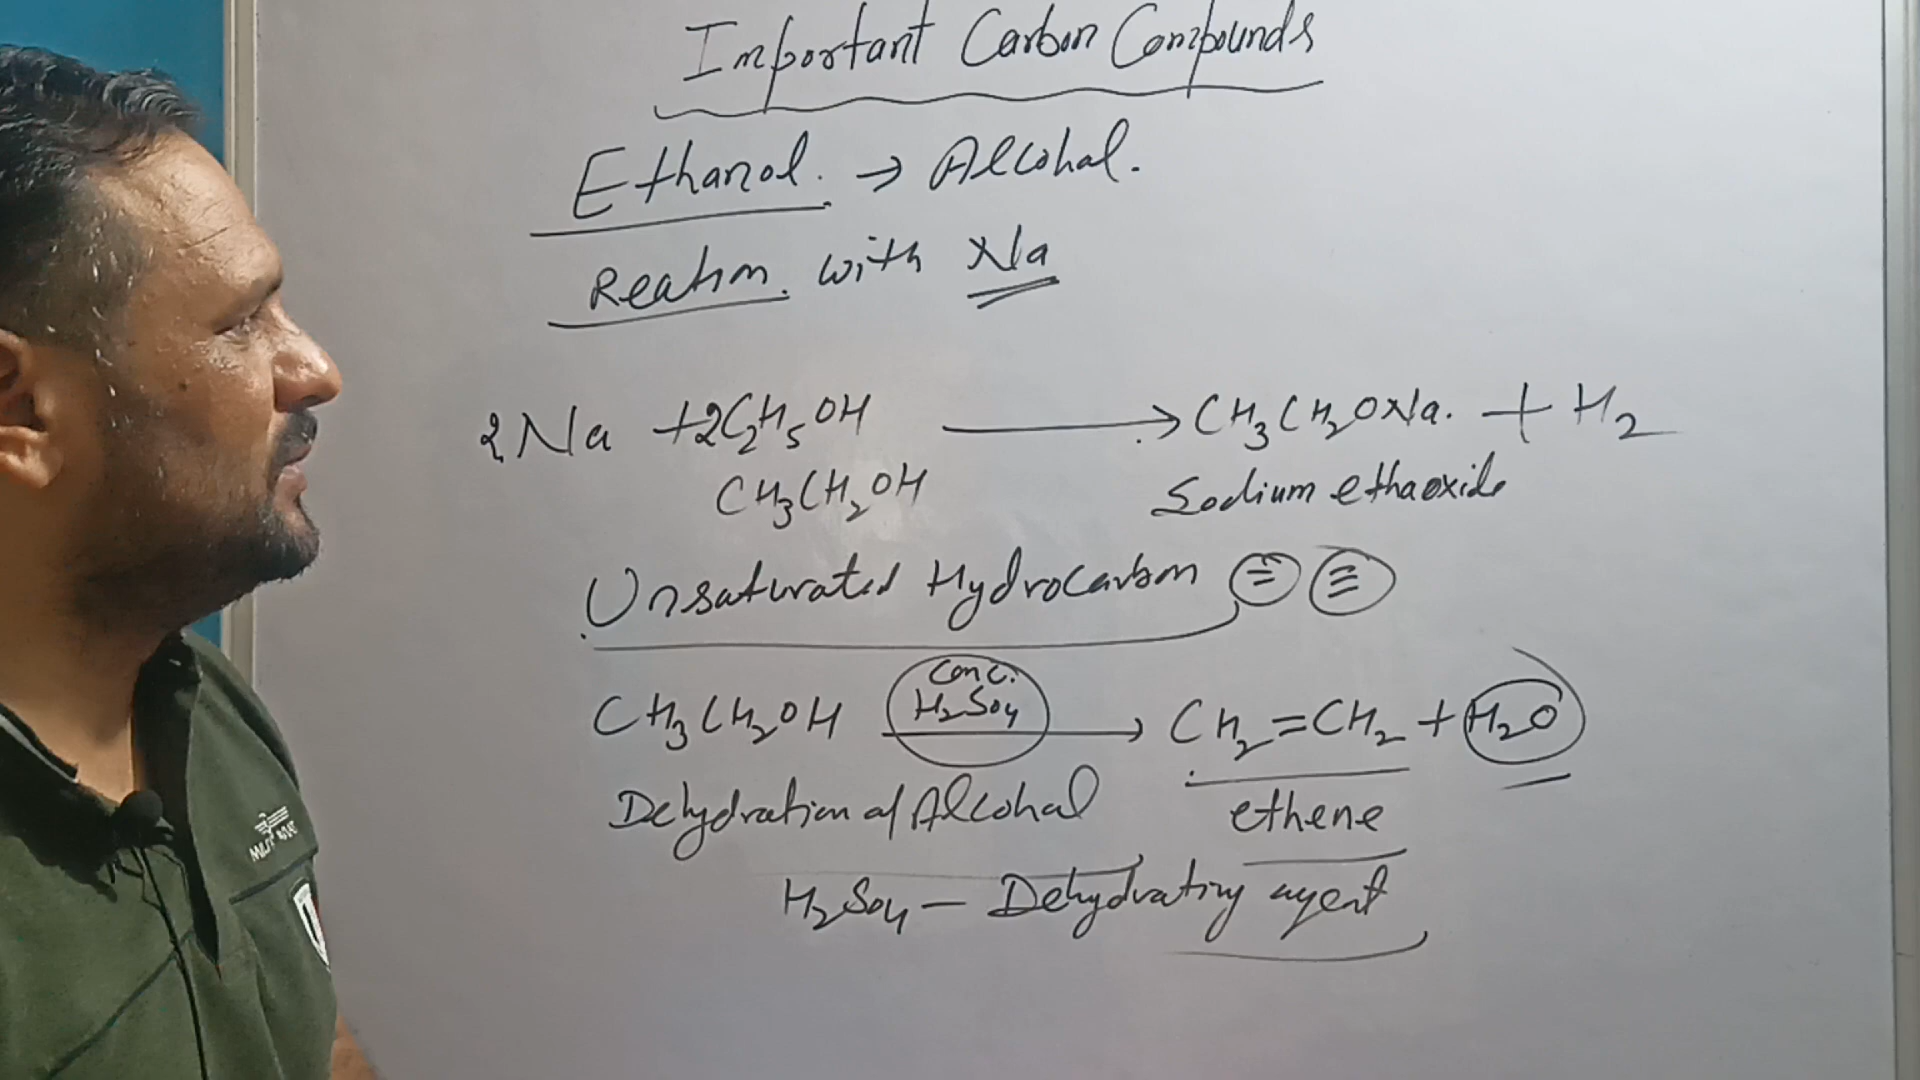 Important Carbon Compounds
Ethanol. → Alcohal.
Reation. with Na
2Na + 2C₂H₅OH → CH₃CH₂ONa. + H₂
CH₃CH₂OH Sodium ethaoxide
Unsaturated Hydrocarbon = ≡
CH₃CH₂OH Conc. H₂SO₄ → CH₂=CH₂ + H₂O
Dehydration of Alcohal ethene
H₂SO₄ – Dehydrating agent